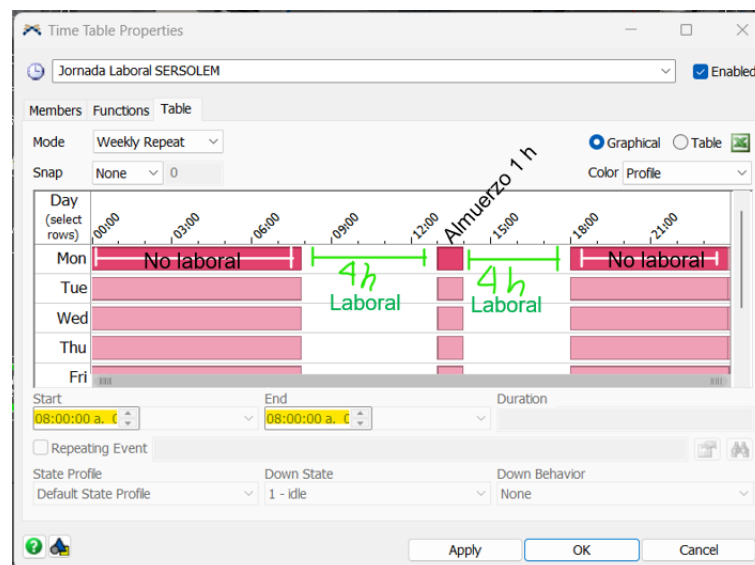 Time Table Properties
Jornada Laboral SERSOLEM
Enabled
Members Functions Table
Mode Weekly Repeat Graphical Table
Snap None 0 Color Profile
Almuerzo 1 h
Day
(select
rows)
00:00 03:00 06:00 09:00 12:00 15:00 18:00 21:00
Mon No laboral 4h 4h No laboral
Laboral Laboral
Tue
Wed
Thu
Fri
Start End Duration
08:00:00 a. 08:00:00 a.
Repeating Event
State Profile Down State Down Behavior
Default State Profile 1 - idle None
Apply OK Cancel